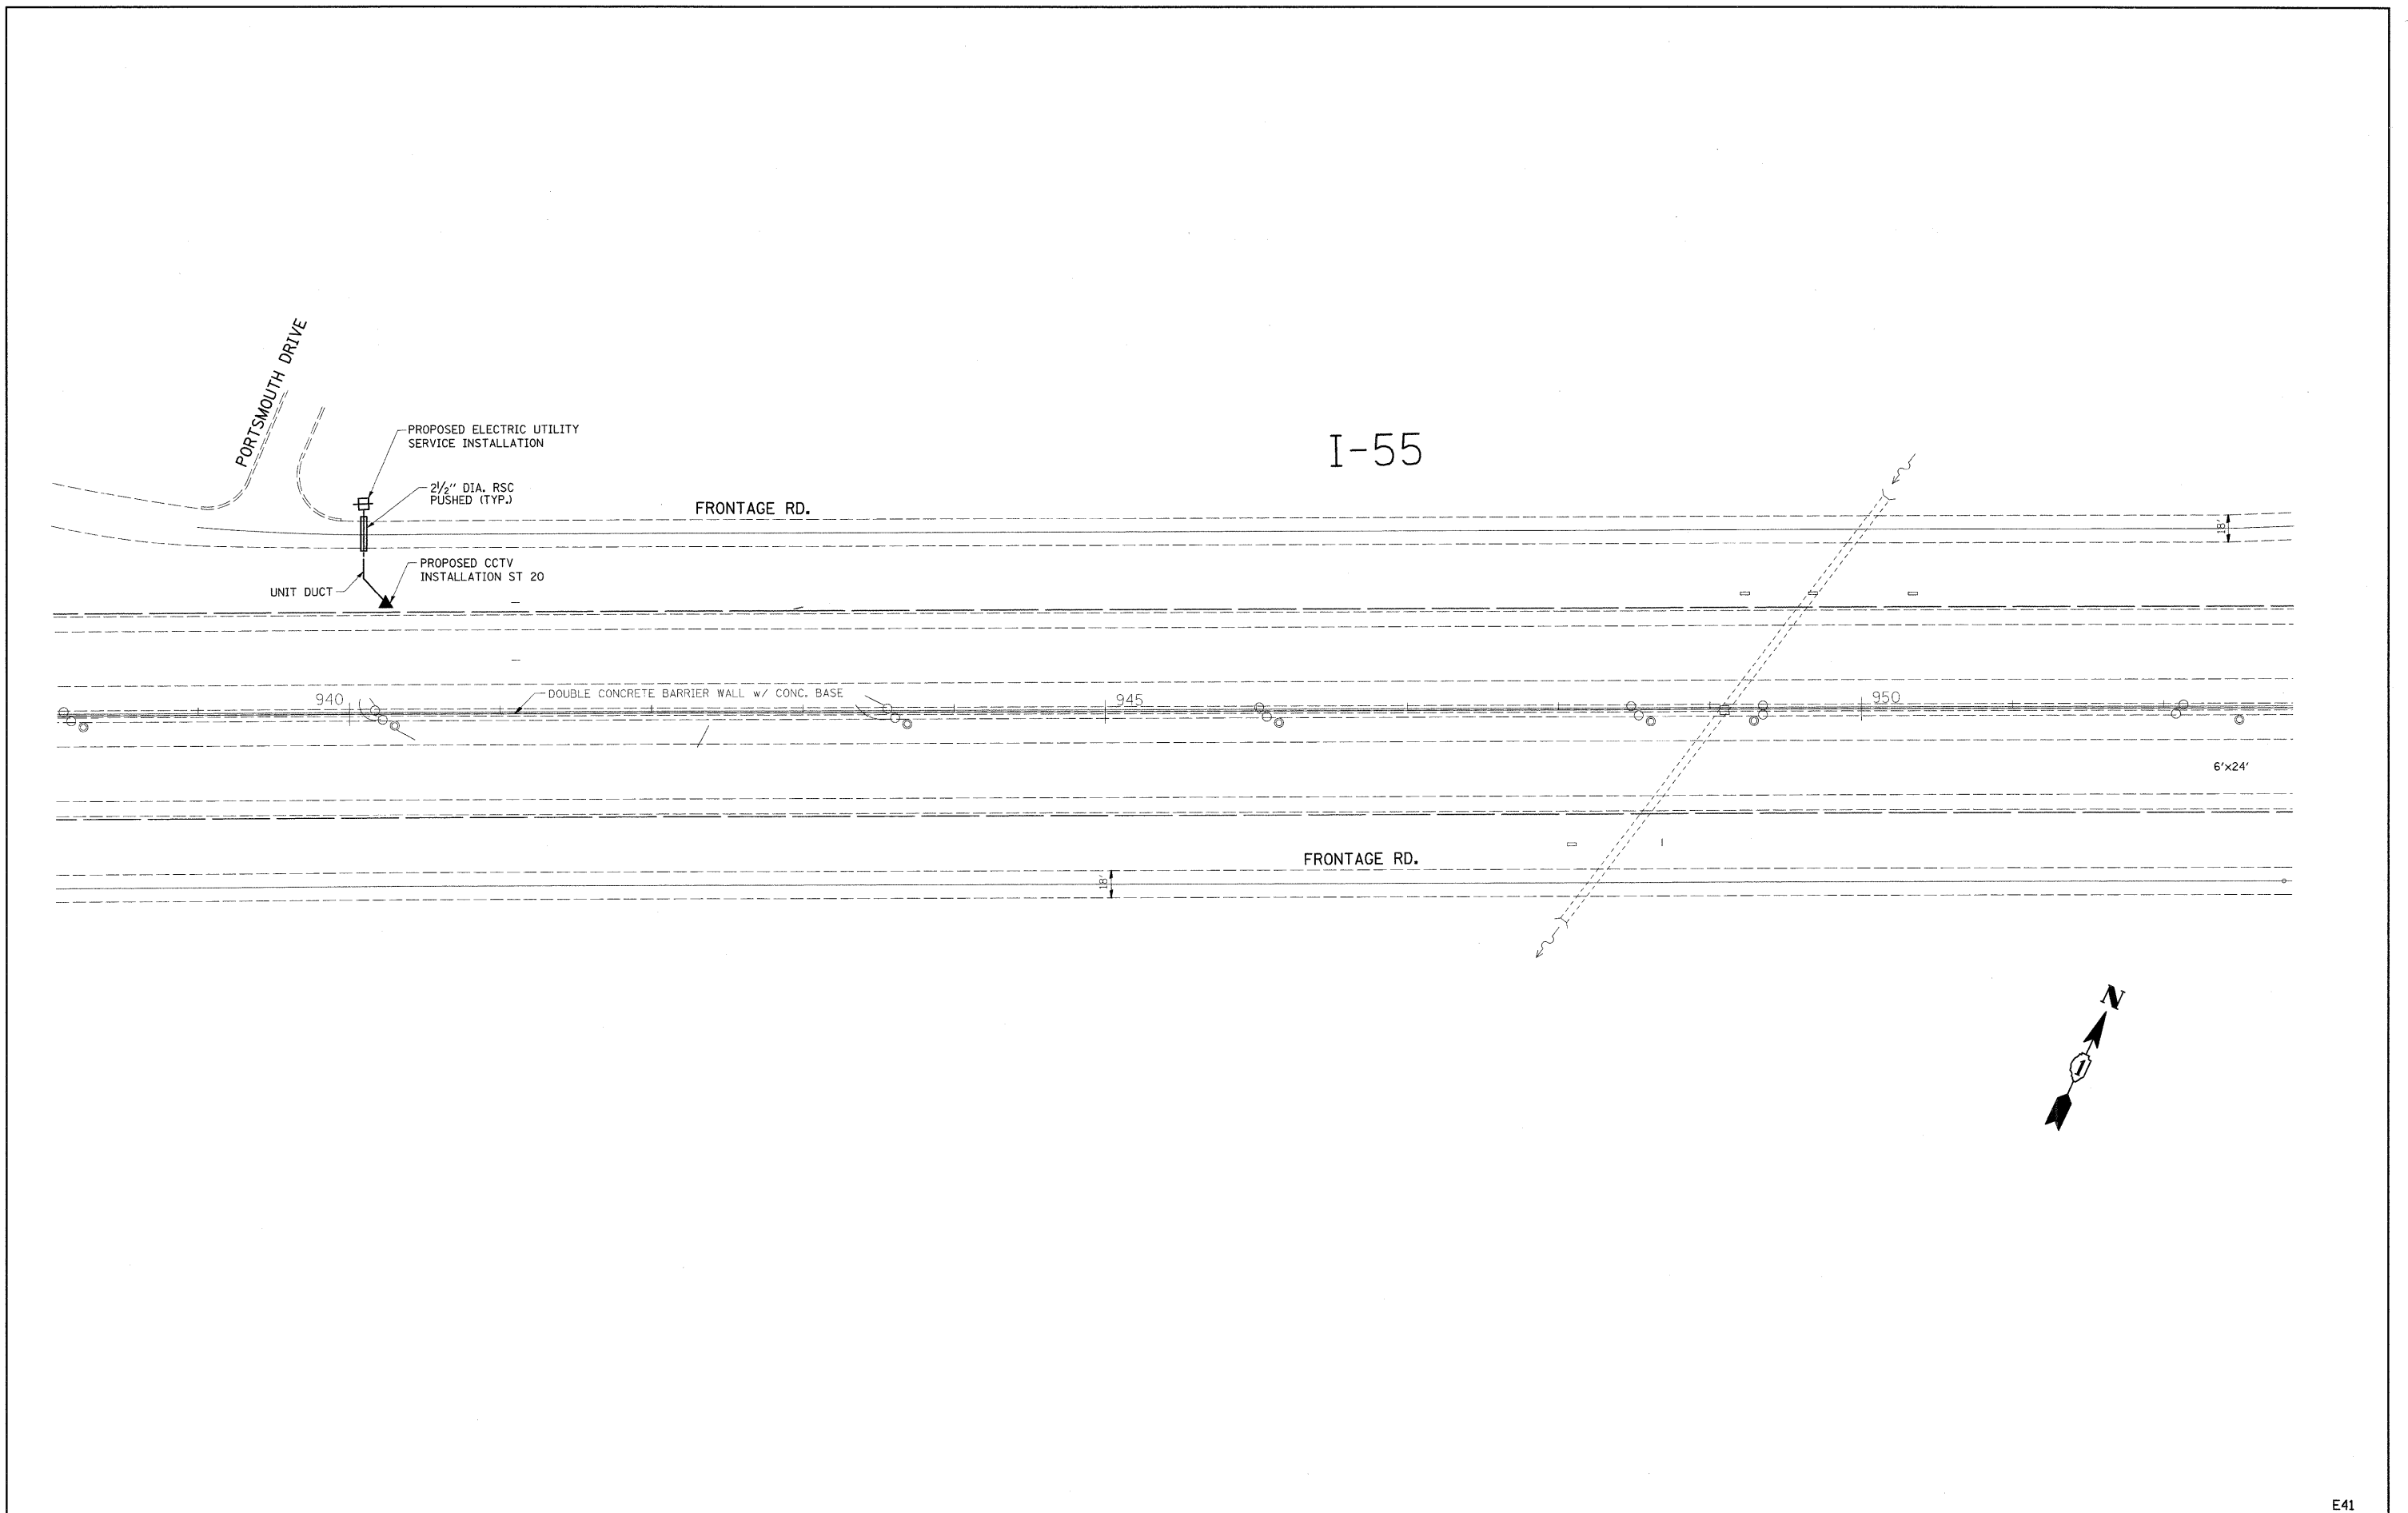 PORTSMOUTH DRIVE
PROPOSED ELECTRIC UTILITY
SERVICE INSTALLATION
I-55
2½" DIA. RSC
PUSHED (TYP.)
FRONTAGE RD.
18'
PROPOSED CCTV
INSTALLATION ST 20
UNIT DUCT
940
DOUBLE CONCRETE BARRIER WALL w/ CONC. BASE
945
950
6'x24'
FRONTAGE RD.
18'
N
1
E41